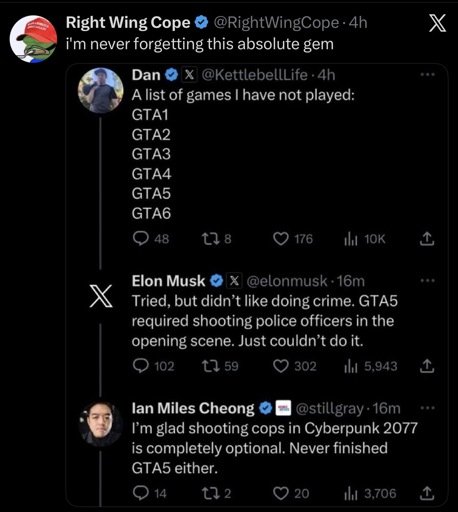 Right Wing Cope @RightWingCope · 4h
i'm never forgetting this absolute gem
Dan X @KettlebellLife · 4h
A list of games I have not played:
GTA1
GTA2
GTA3
GTA4
GTA5
GTA6
48 8 176 10K
Elon Musk X @elonmusk · 16m
Tried, but didn't like doing crime. GTA5
required shooting police officers in the
opening scene. Just couldn't do it.
102 59 302 5,943
Ian Miles Cheong @stillgray · 16m
I'm glad shooting cops in Cyberpunk 2077
is completely optional. Never finished
GTA5 either.
14 2 20 3,706